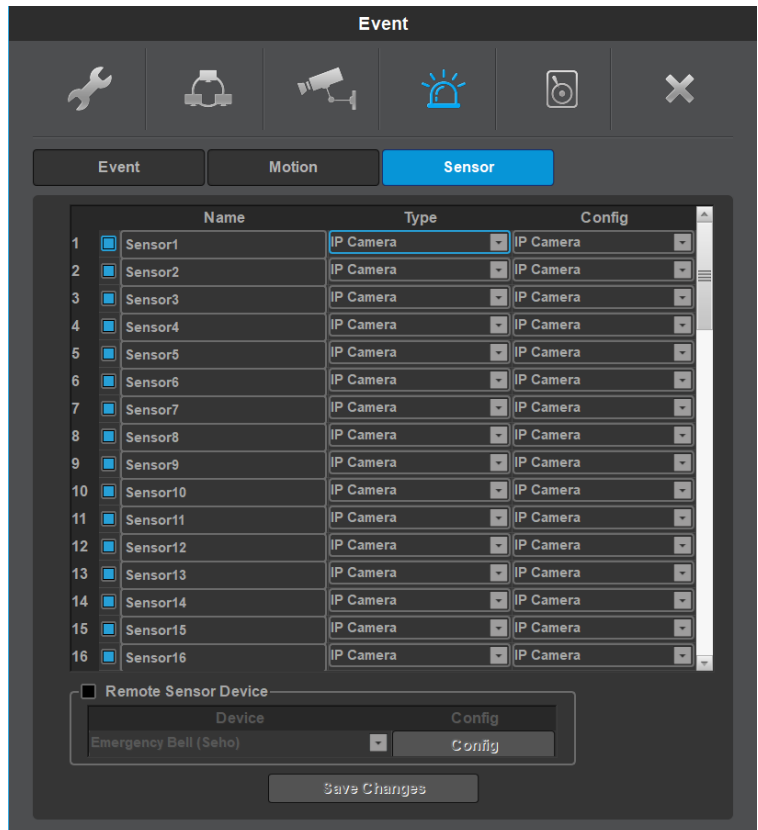 Event
Event Motion Sensor
Name Type Config
1 Sensor1 IP Camera IP Camera
2 Sensor2 IP Camera IP Camera
3 Sensor3 IP Camera IP Camera
4 Sensor4 IP Camera IP Camera
5 Sensor5 IP Camera IP Camera
6 Sensor6 IP Camera IP Camera
7 Sensor7 IP Camera IP Camera
8 Sensor8 IP Camera IP Camera
9 Sensor9 IP Camera IP Camera
10 Sensor10 IP Camera IP Camera
11 Sensor11 IP Camera IP Camera
12 Sensor12 IP Camera IP Camera
13 Sensor13 IP Camera IP Camera
14 Sensor14 IP Camera IP Camera
15 Sensor15 IP Camera IP Camera
16 Sensor16 IP Camera IP Camera
Remote Sensor Device
Device Config
Emergency Bell (Seho) Config
Save Changes